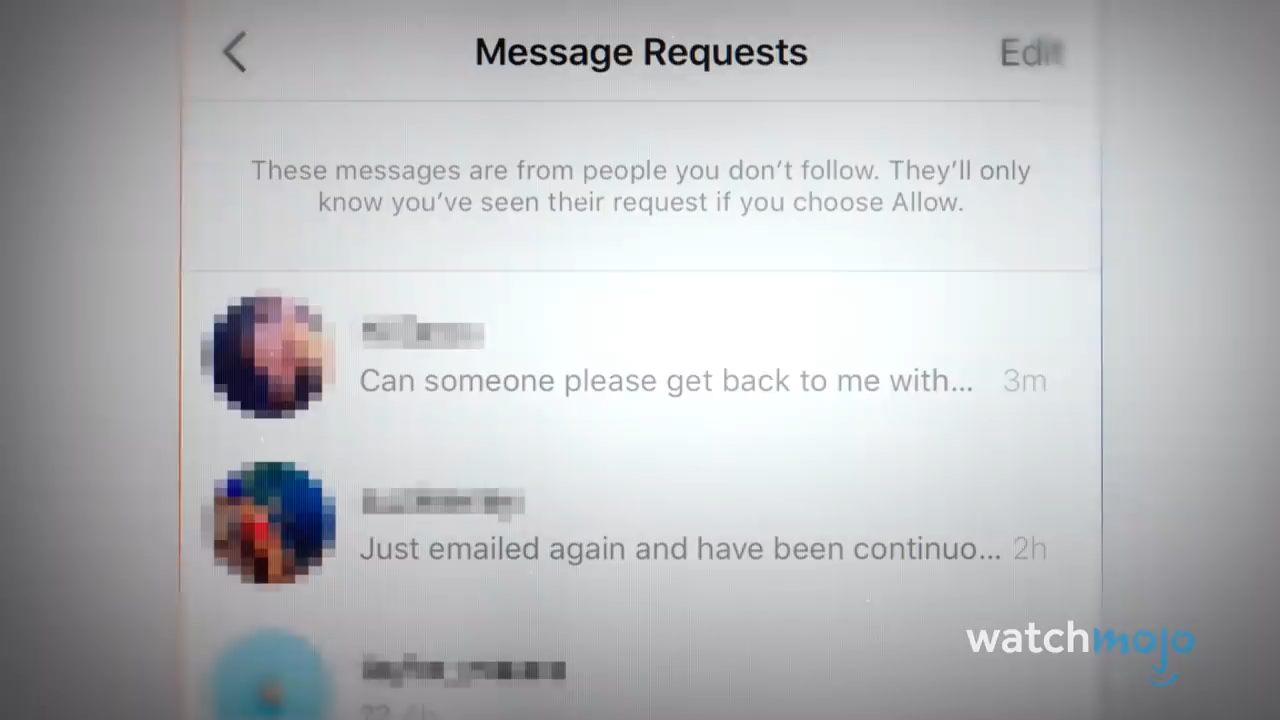 Message Requests
Edit
These messages are from people you don't follow. They'll only
know you've seen their request if you choose Allow.
Can someone please get back to me with... 3m
Just emailed again and have been continuo... 2h
watchmojo